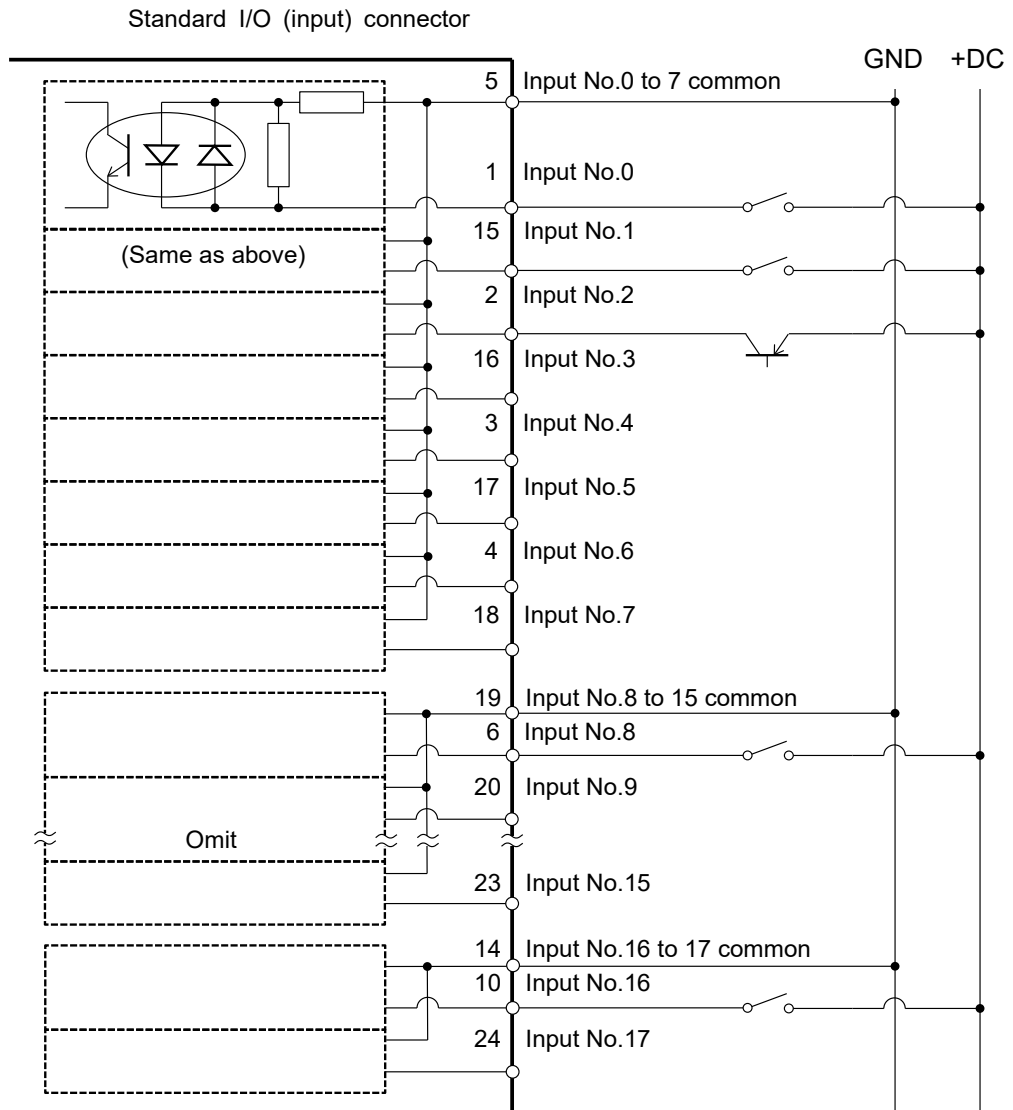 Standard I/O (input) connector
GND +DC
5 Input No.0 to 7 common
1 Input No.0
15 Input No.1
(Same as above)
2 Input No.2
16 Input No.3
3 Input No.4
17 Input No.5
4 Input No.6
18 Input No.7
19 Input No.8 to 15 common
6 Input No.8
20 Input No.9
Omit
23 Input No.15
14 Input No.16 to 17 common
10 Input No.16
24 Input No.17